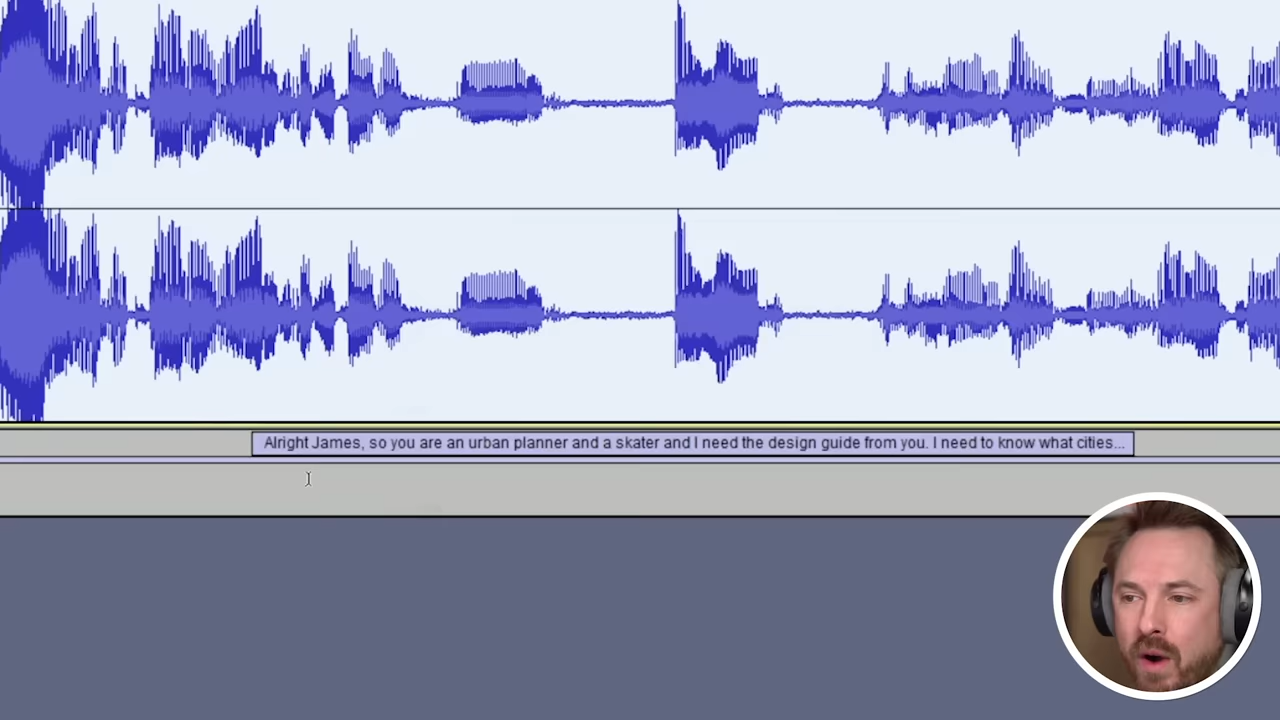 Alright James, so you are an urban planner and a skater and I need the design guide from you. I need to know what cities...